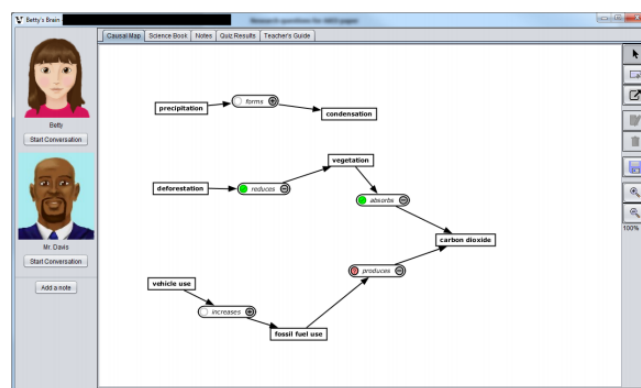 Betty's Brain
Causal Map Science Book Notes Quiz Results Teacher's Guide
Betty
Start Conversation
Mr. Davis
Start Conversation
Add a note
precipitation
forms
condensation
vegetation
deforestation
reduces
absorbs
carbon dioxide
produces
vehicle use
increases
fossil fuel use
100%